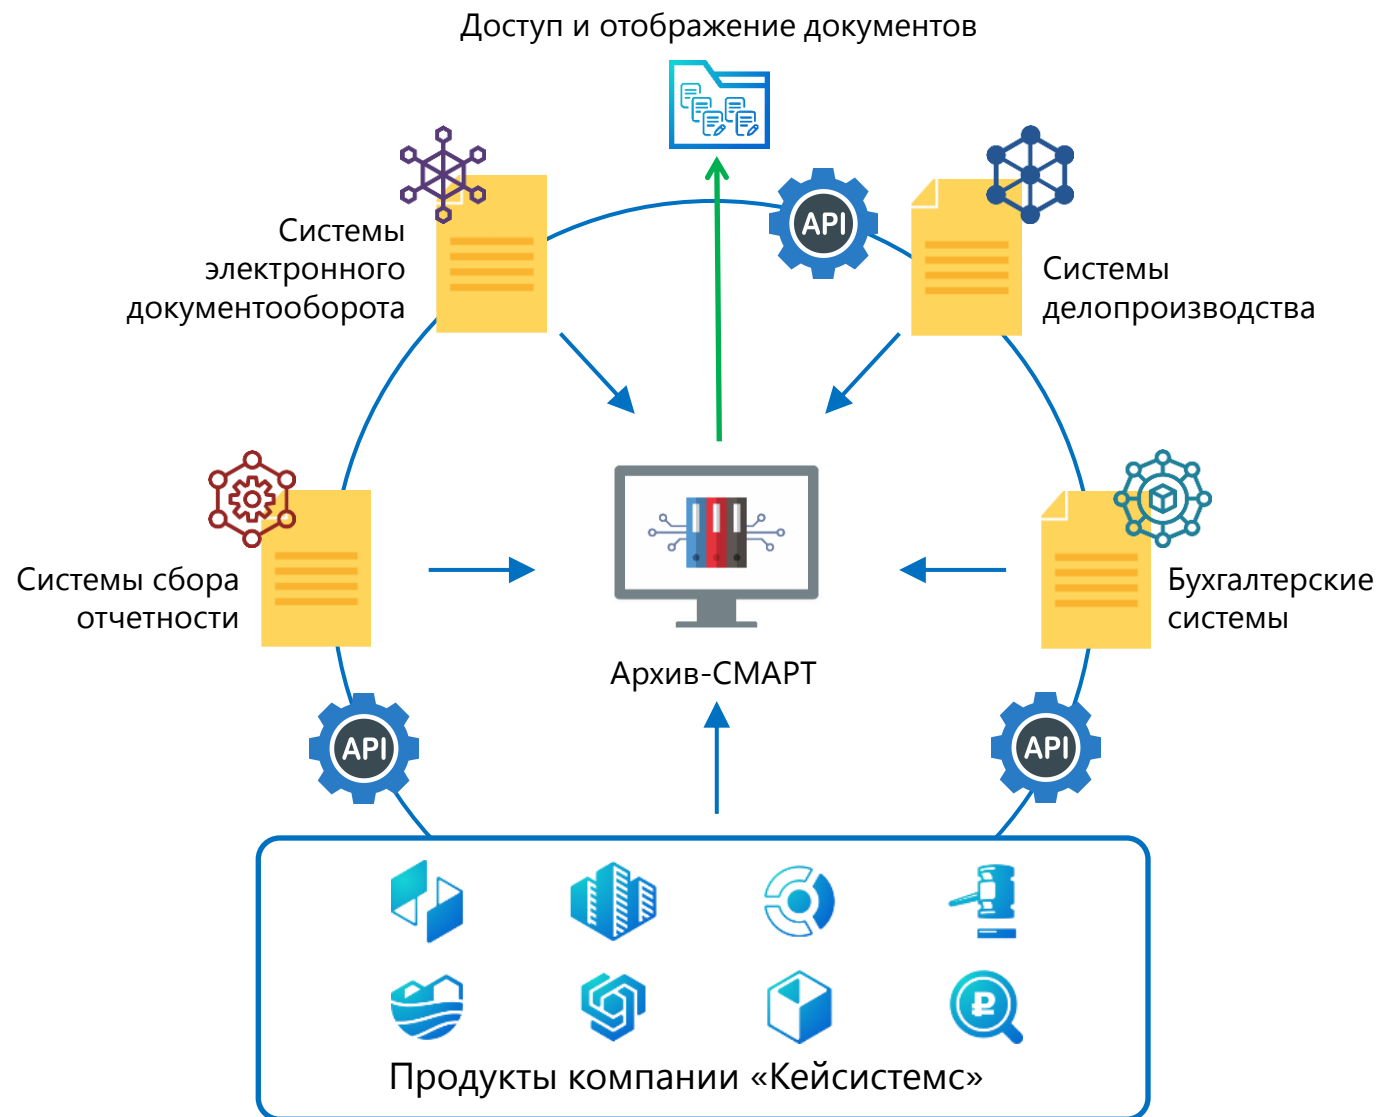 Доступ и отображение документов
API
Системы
электронного
документооборота
Системы
делопроизводства
Системы сбора
отчетности
Бухгалтерские
системы
Архив-СМАРТ
API
API
₽
Продукты компании «Кейсистемс»